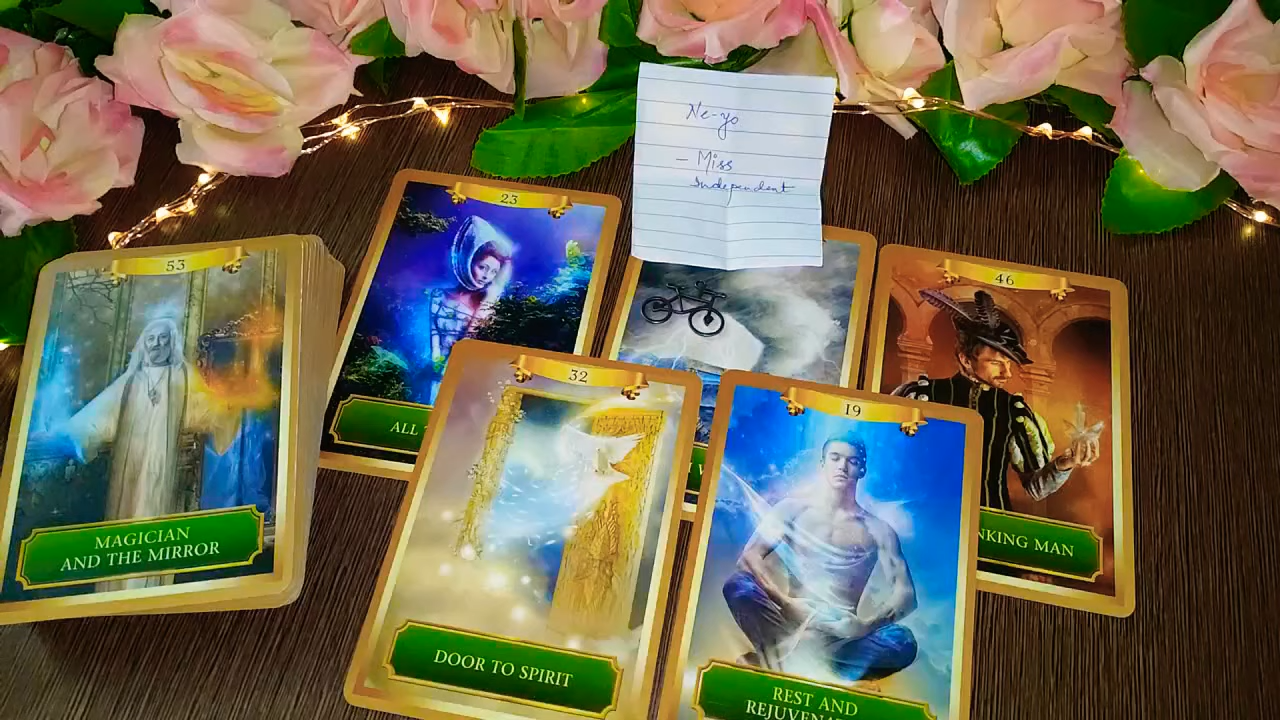 Ne-yo
- Miss
Independent
53
MAGICIAN
AND THE MIRROR
23
ALL
46
NKING MAN
32
DOOR TO SPIRIT
19
REST AND